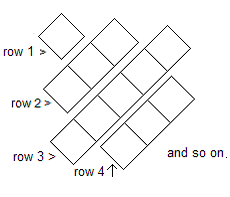 row 1 >
row 2 >
row 3 >
row 4 ↑
and so on.